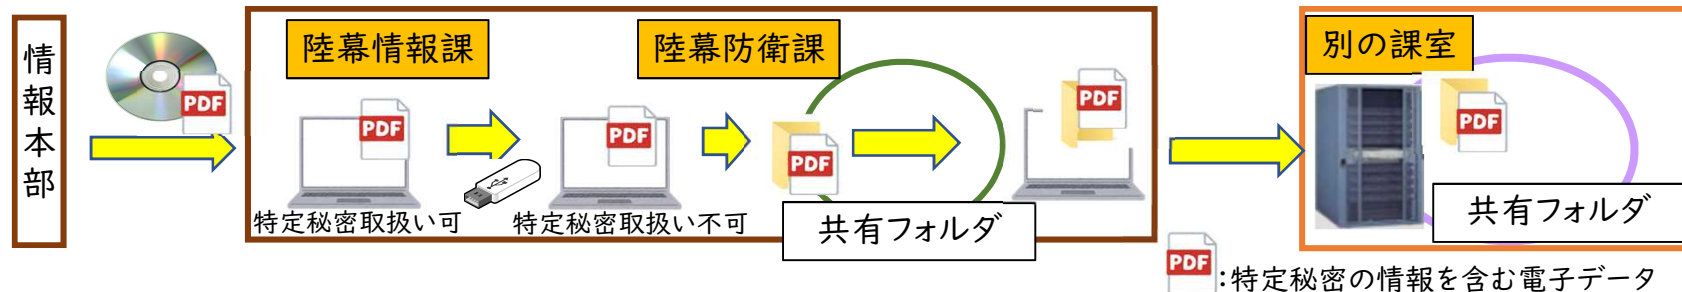 情報本部
PDF
陸幕情報課
PDF
特定秘密取扱い可
PDF
特定秘密取扱い不可
陸幕防衛課
PDF
共有フォルダ
PDF
別の課室
PDF
共有フォルダ
PDF:特定秘密の情報を含む電子データ